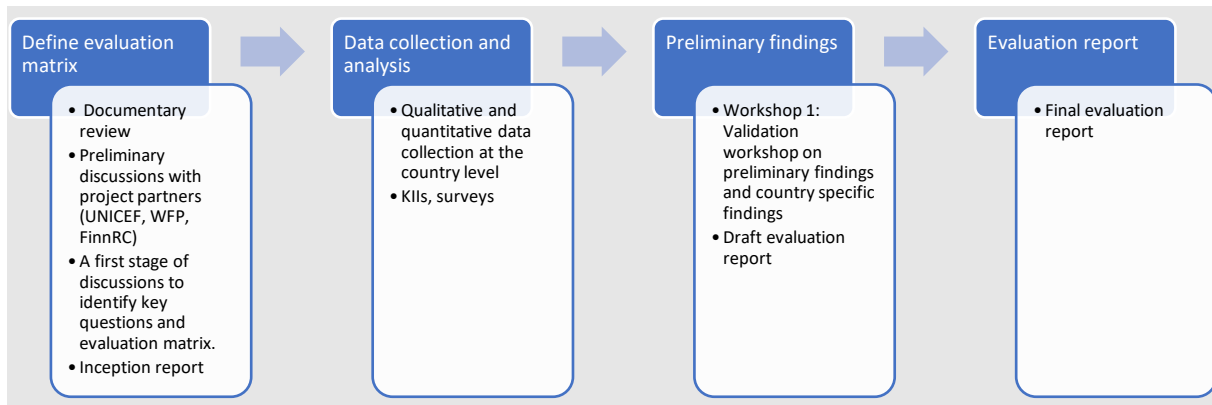 Define evaluation
matrix
• Documentary
review
• Preliminary
discussions with
project partners
(UNICEF, WFP,
FinnRC)
• A first stage of
discussions to
identify key
questions and
evaluation matrix.
• Inception report
Data collection and
analysis
• Qualitative and
quantitative data
collection at the
country level
• KIIs, surveys
Preliminary findings
• Workshop 1:
Validation
workshop on
preliminary findings
and country specific
findings
• Draft evaluation
report
Evaluation report
• Final evaluation
report